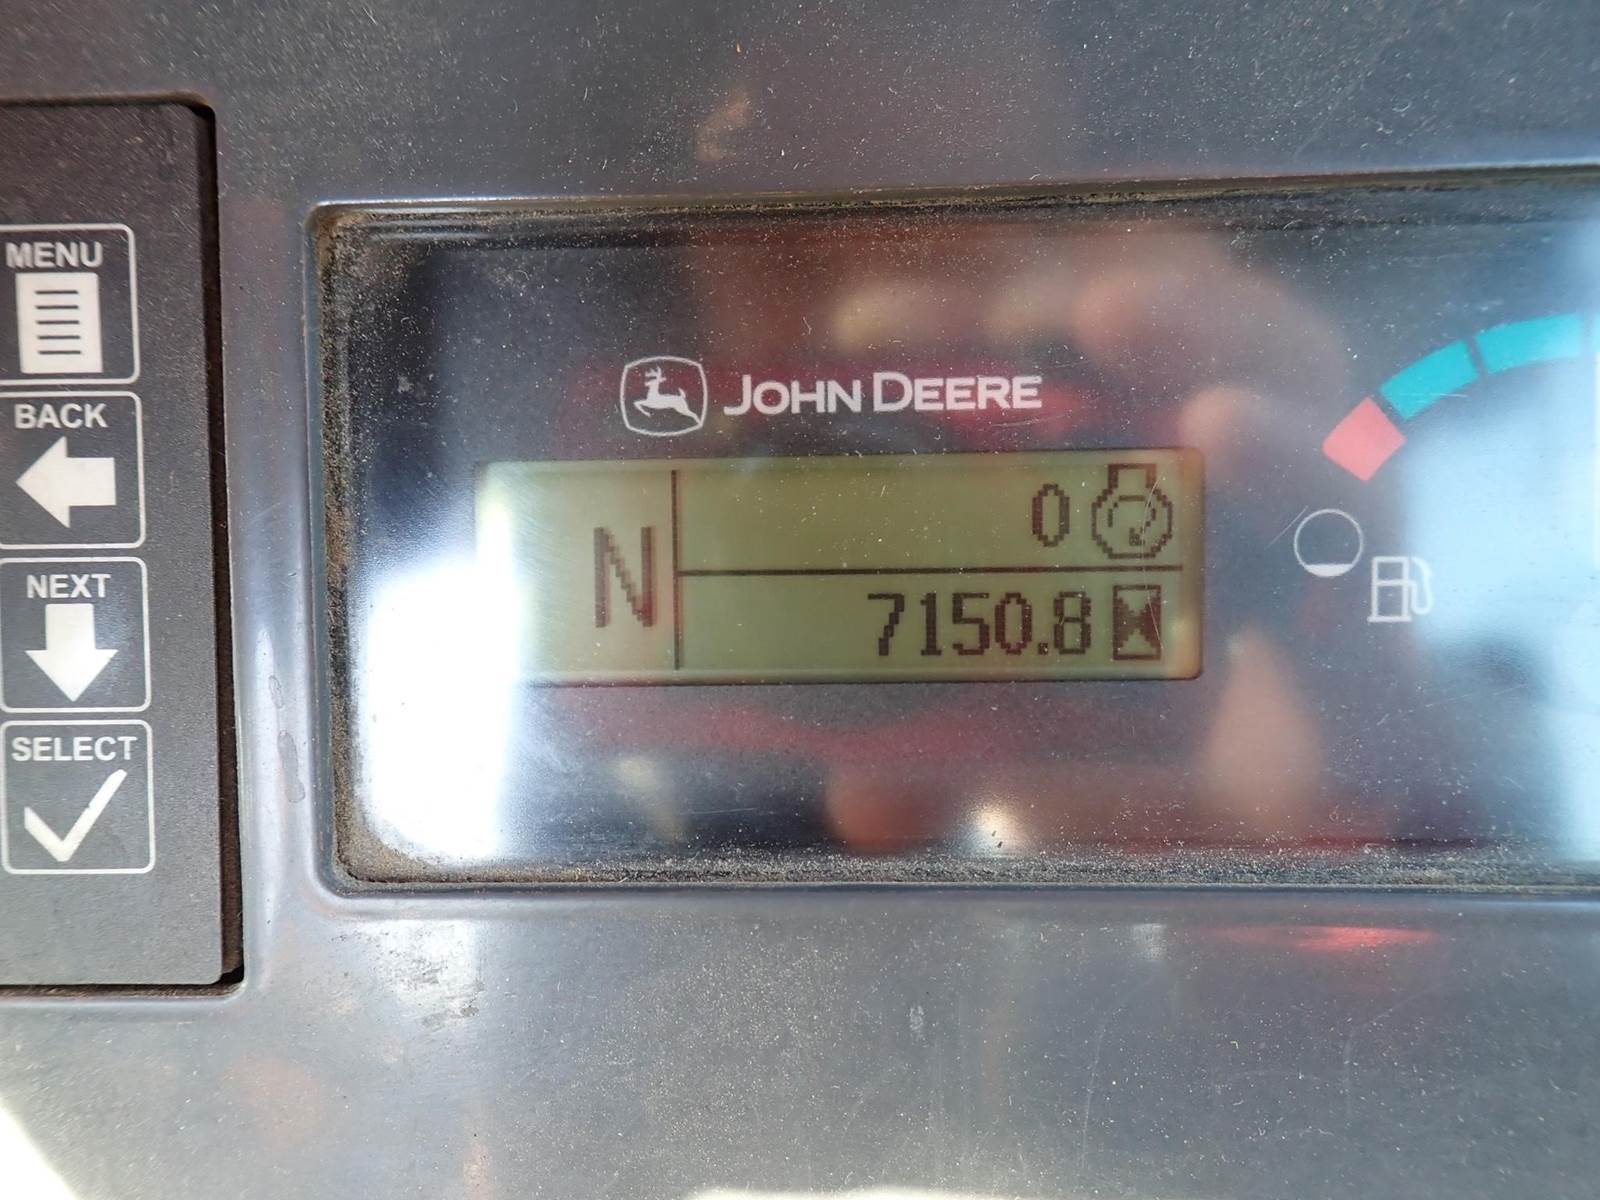 MENU
BACK
NEXT
SELECT
JOHN DEERE
N
0
7150.8